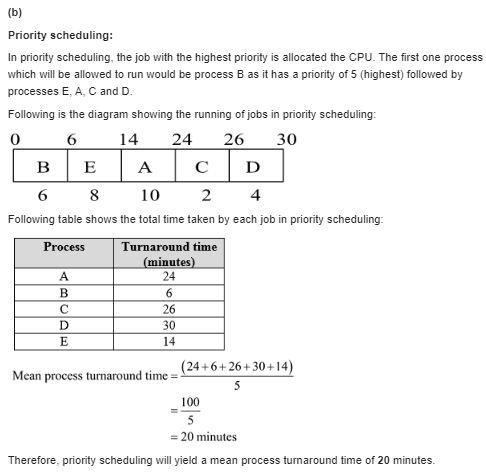 (b)
Priority scheduling:
In priority scheduling, the job with the highest priority is allocated the CPU. The first one process
which will be allowed to run would be process B as it has a priority of 5 (highest) followed by
processes E, A, C and D.
Following is the diagram showing the running of jobs in priority scheduling:
0 6 14 24 26 30
B E A C D
6 8 10 2 4
Following table shows the total time taken by each job in priority scheduling:
Process Turnaround time
(minutes)
A 24
B 6
C 26
D 30
E 14
Mean process turnaround time = (24+6+26+30+14)
5
= 100
5
= 20 minutes
Therefore, priority scheduling will yield a mean process turnaround time of 20 minutes.